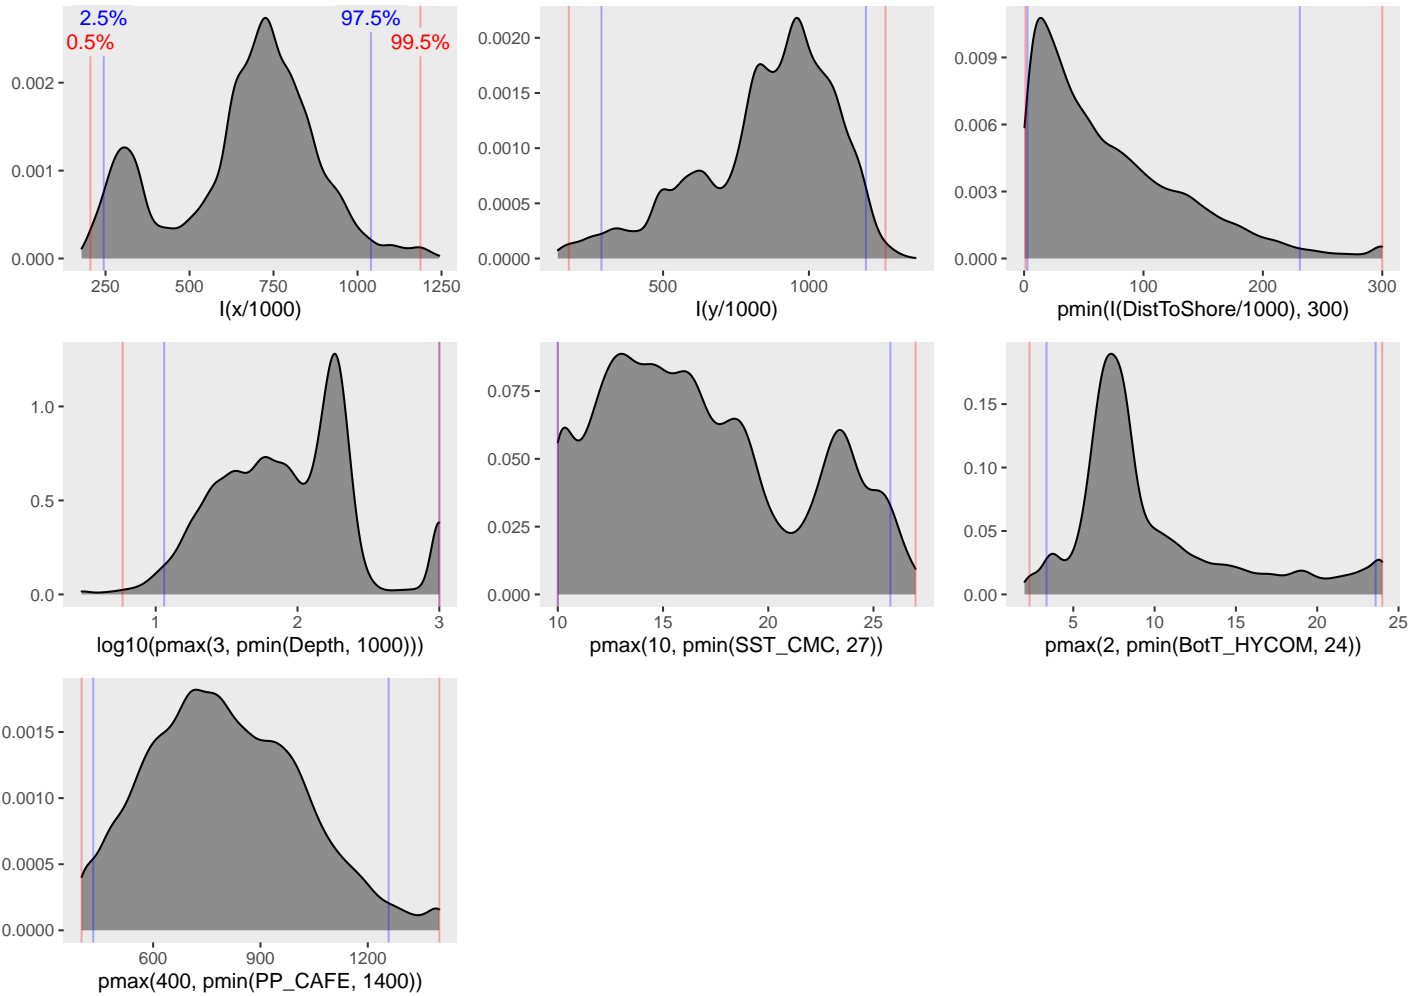 2.5% 97.5%
0.5% 99.5%
0.002
0.001
0.000
250 500 750 1000 1250
I(x/1000)
0.0020
0.0015
0.0010
0.0005
0.0000
500 1000
I(y/1000)
0.009
0.006
0.003
0.000
0 100 200 300
pmin(I(DistToShore/1000), 300)
1.0
0.5
0.0
1 2 3
log10(pmax(3, pmin(Depth, 1000)))
0.075
0.050
0.025
0.000
10 15 20 25
pmax(10, pmin(SST_CMC, 27))
0.15
0.10
0.05
0.00
5 10 15 20 25
pmax(2, pmin(BotT_HYCOM, 24))
0.0015
0.0010
0.0005
0.0000
600 900 1200
pmax(400, pmin(PP_CAFE, 1400))